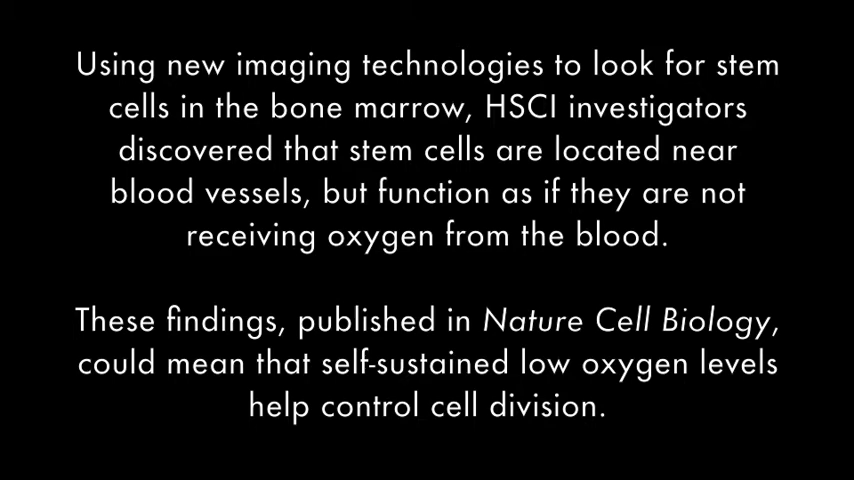 Using new imaging technologies to look for stem
cells in the bone marrow, HSCI investigators
discovered that stem cells are located near
blood vessels, but function as if they are not
receiving oxygen from the blood.
These findings, published in Nature Cell Biology,
could mean that self-sustained low oxygen levels
help control cell division.